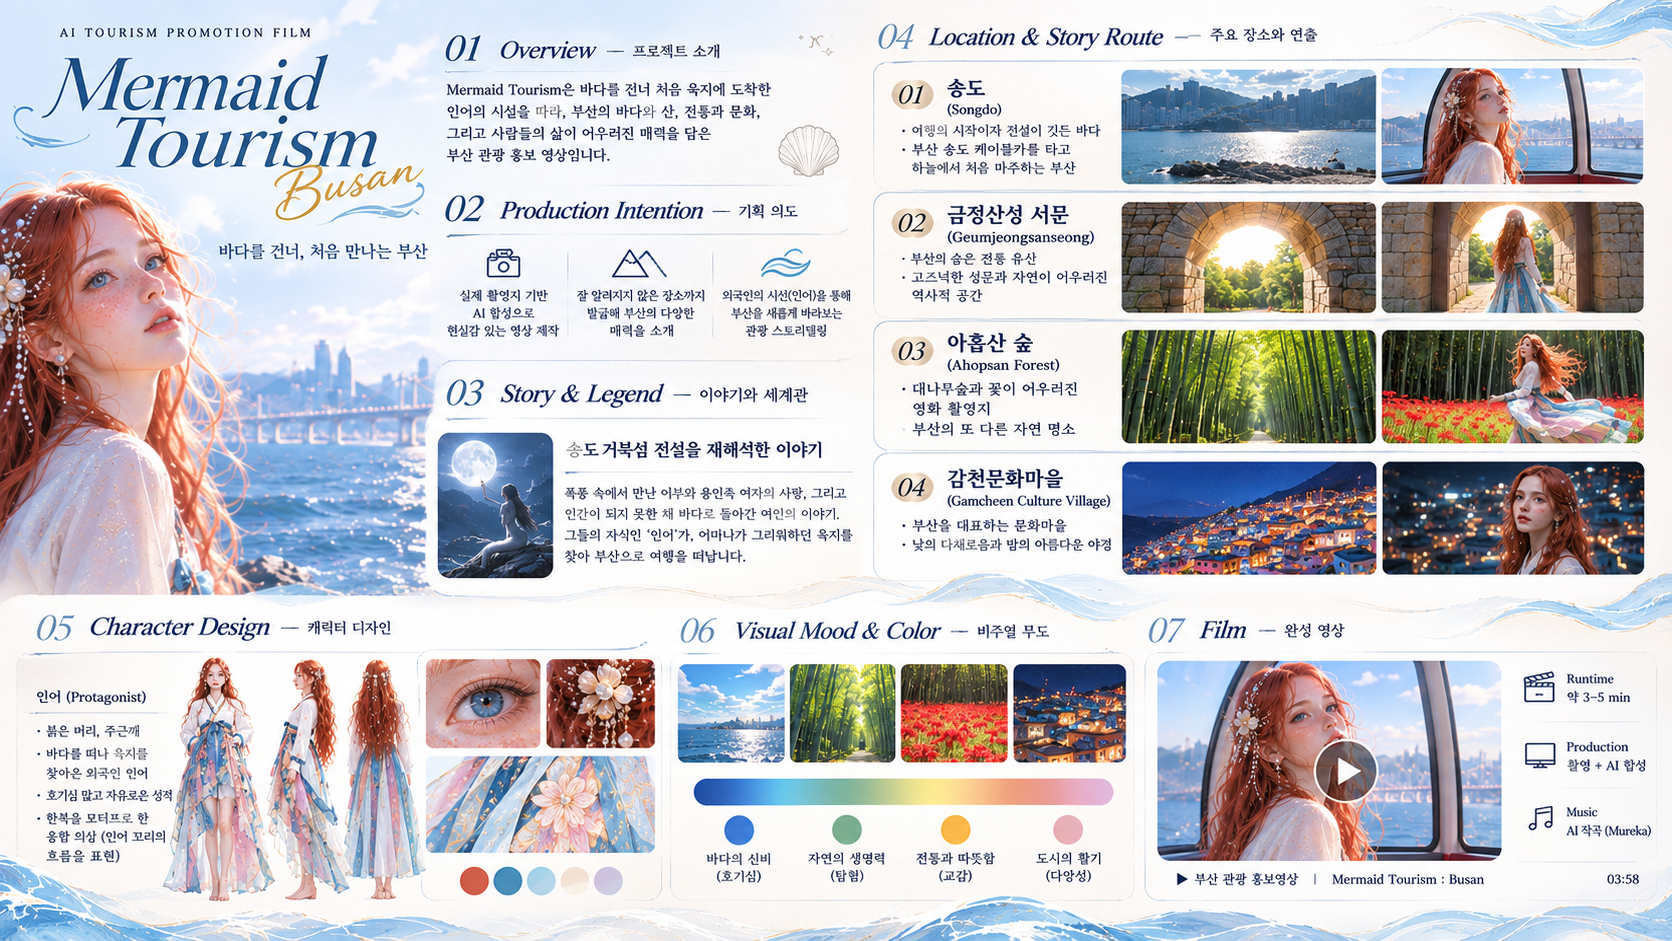 AI TOURISM PROMOTION FILM
Mermaid
Tourism
Busan
바다를 건너, 처음 만나는 부산
01 Overview — 프로젝트 소개
Mermaid Tourism은 바다를 건너 처음 육지에 도착한
인어의 시설을 따라, 부산의 바다와 산, 전통과 문화,
그리고 사람들의 삶이 어우러진 매력을 담은
부산 관광 홍보 영상입니다.
02 Production Intention — 기획 의도
실제 촬영지 기반
AI 합성으로
현실감 있는 영상 제작
잘 알려지지 않은 장소까지
발굴해 부산의 다양한
매력을 소개
외국인의 시선(인어)을 통해
부산을 새롭게 바라보는
관광 스토리텔링
03 Story & Legend — 이야기와 세계관
송도 거북섬 전설을 재해석한 이야기
폭풍 속에서 만난 어부와 용인족 여자의 사랑, 그리고
인간이 되지 못한 채 바다로 돌아간 여인의 이야기.
그들의 자식인 '인어'가, 어머나가 그리워하던 육지를
찾아 부산으로 여행을 떠납니다.
04 Location & Story Route — 주요 장소와 연출
01 송도
(Songdo)
• 여행의 시작이자 전설이 깃든 바다
• 부산 송도 케이블카를 타고
하늘에서 처음 마주하는 부산
02 금정산성 서문
(Geumjeongsanseong)
• 부산의 숨은 전통 유산
• 고즈넉한 성문과 자연이 어우러진
역사적 공간
03 아홉산 숲
(Ahopsan Forest)
• 대나무숲과 꽃이 어우러진
영화 촬영지
• 부산의 또 다른 자연 명소
04 감천문화마을
(Gamcheen Culture Village)
• 부산을 대표하는 문화마을
• 낮의 다채로음과 밤의 아름다운 야경
05 Character Design — 캐릭터 디자인
인어 (Protagonist)
• 붉은 머리, 주근깨
• 바다를 떠나 육지를
찾아온 외국인 인어
• 호기심 많고 자유로운 성적
• 한복을 모터프로 한
융합 의상 (인어 꼬리의
흐름을 표현)
06 Visual Mood & Color — 비주얼 무도
바다의 신비
(호기심)
자연의 생명력
(탐험)
전통과 따뜻함
(교감)
도시의 활기
(다양성)
07 Film — 완성 영상
Runtime
약 3–5 min
Production
촬영 + AI 합성
Music
AI 작곡 (Mureka)
▶ 부산 관광 홍보영상 | Mermaid Tourism : Busan 03:58